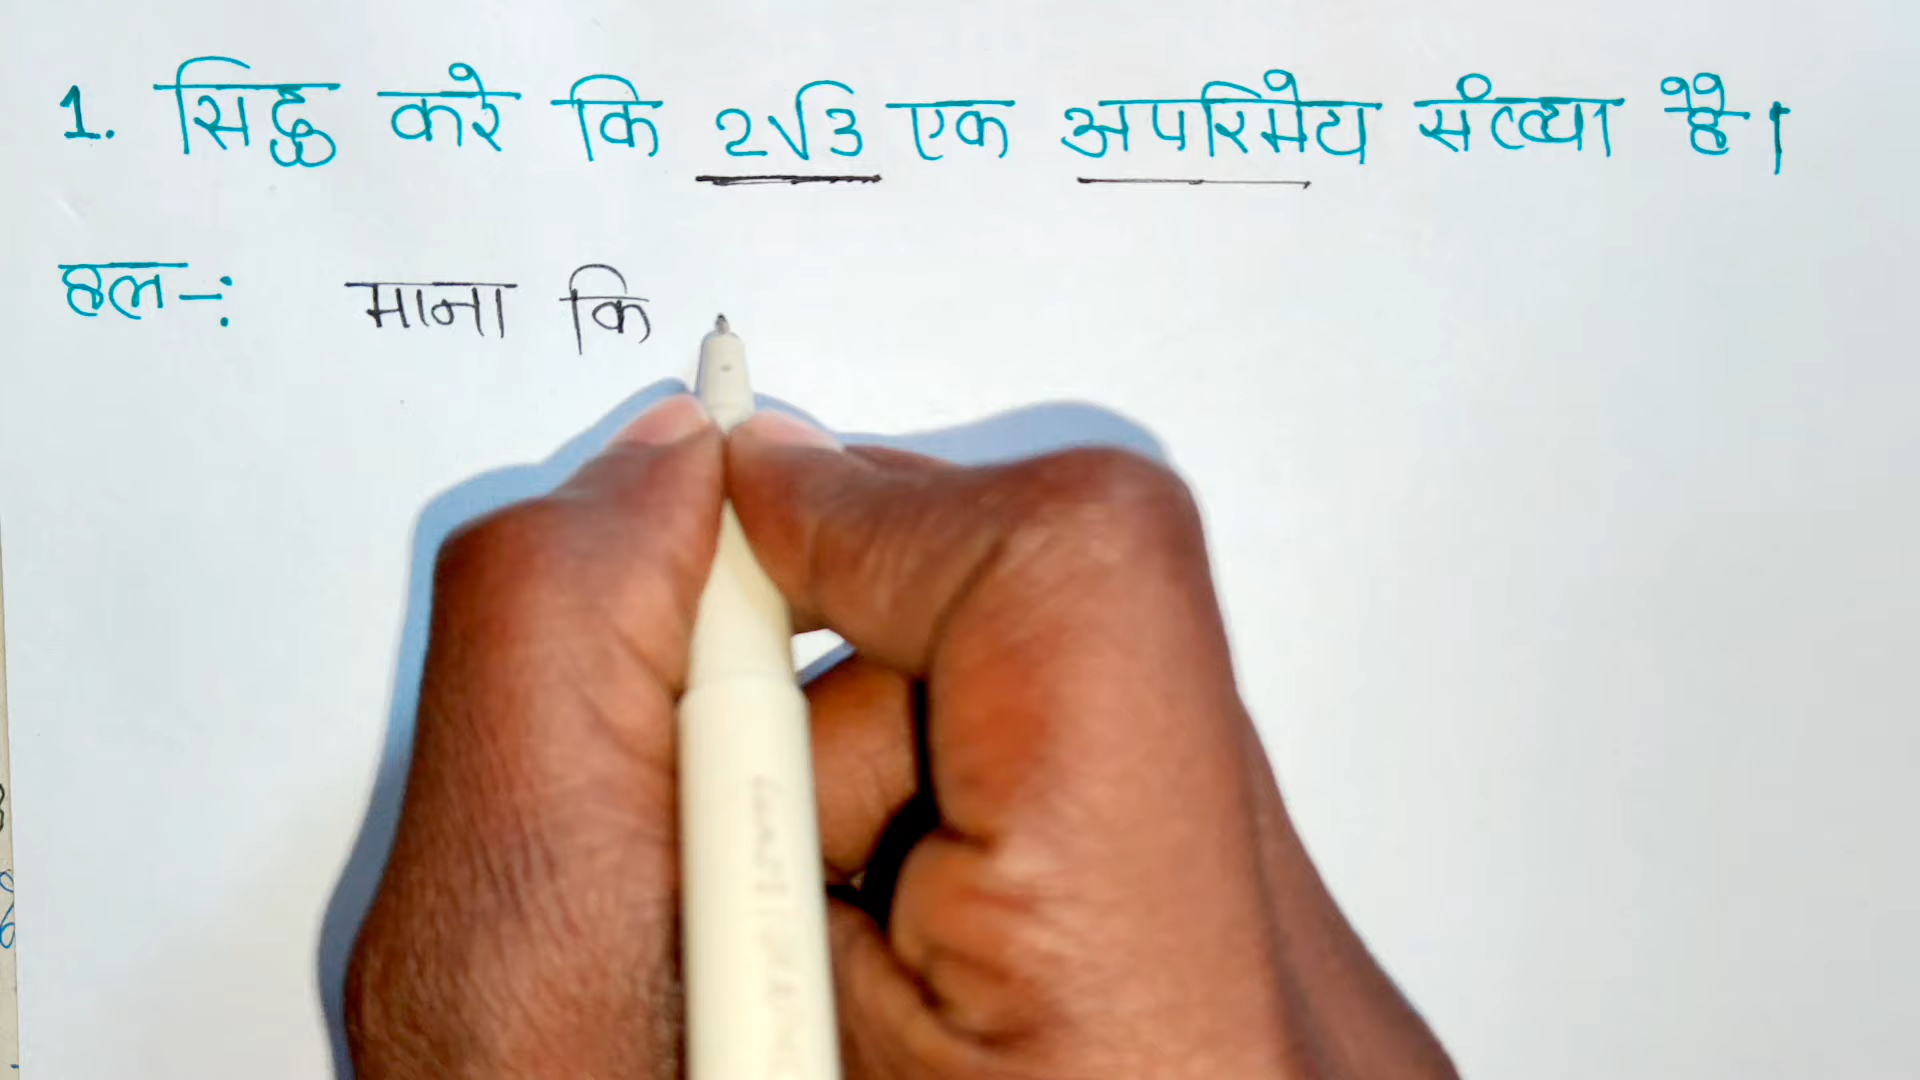 1. सिद्ध करे कि 2√3 एक अपरिमेय संख्या है।
हल -: माना कि